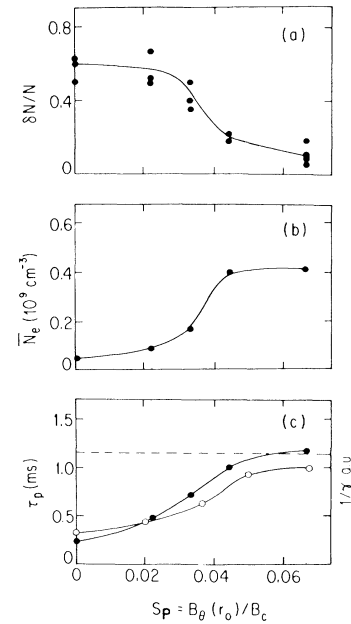 0.8
(a)
δN/N
0.4
0
0.6
(b)
N̅e (10⁹ cm⁻³)
0.4
0.2
0
1.5
(c)
τp (ms)
1.0
0.5
0
1/γ a.u.
0 0.02 0.04 0.06
Sp = Bθ (ro)/Bc